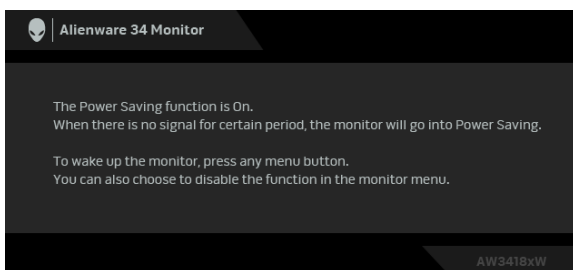 Alienware 34 Monitor
The Power Saving function is On.
When there is no signal for certain period, the monitor will go into Power Saving.
To wake up the monitor, press any menu button.
You can also choose to disable the function in the monitor menu.
AW3418xW